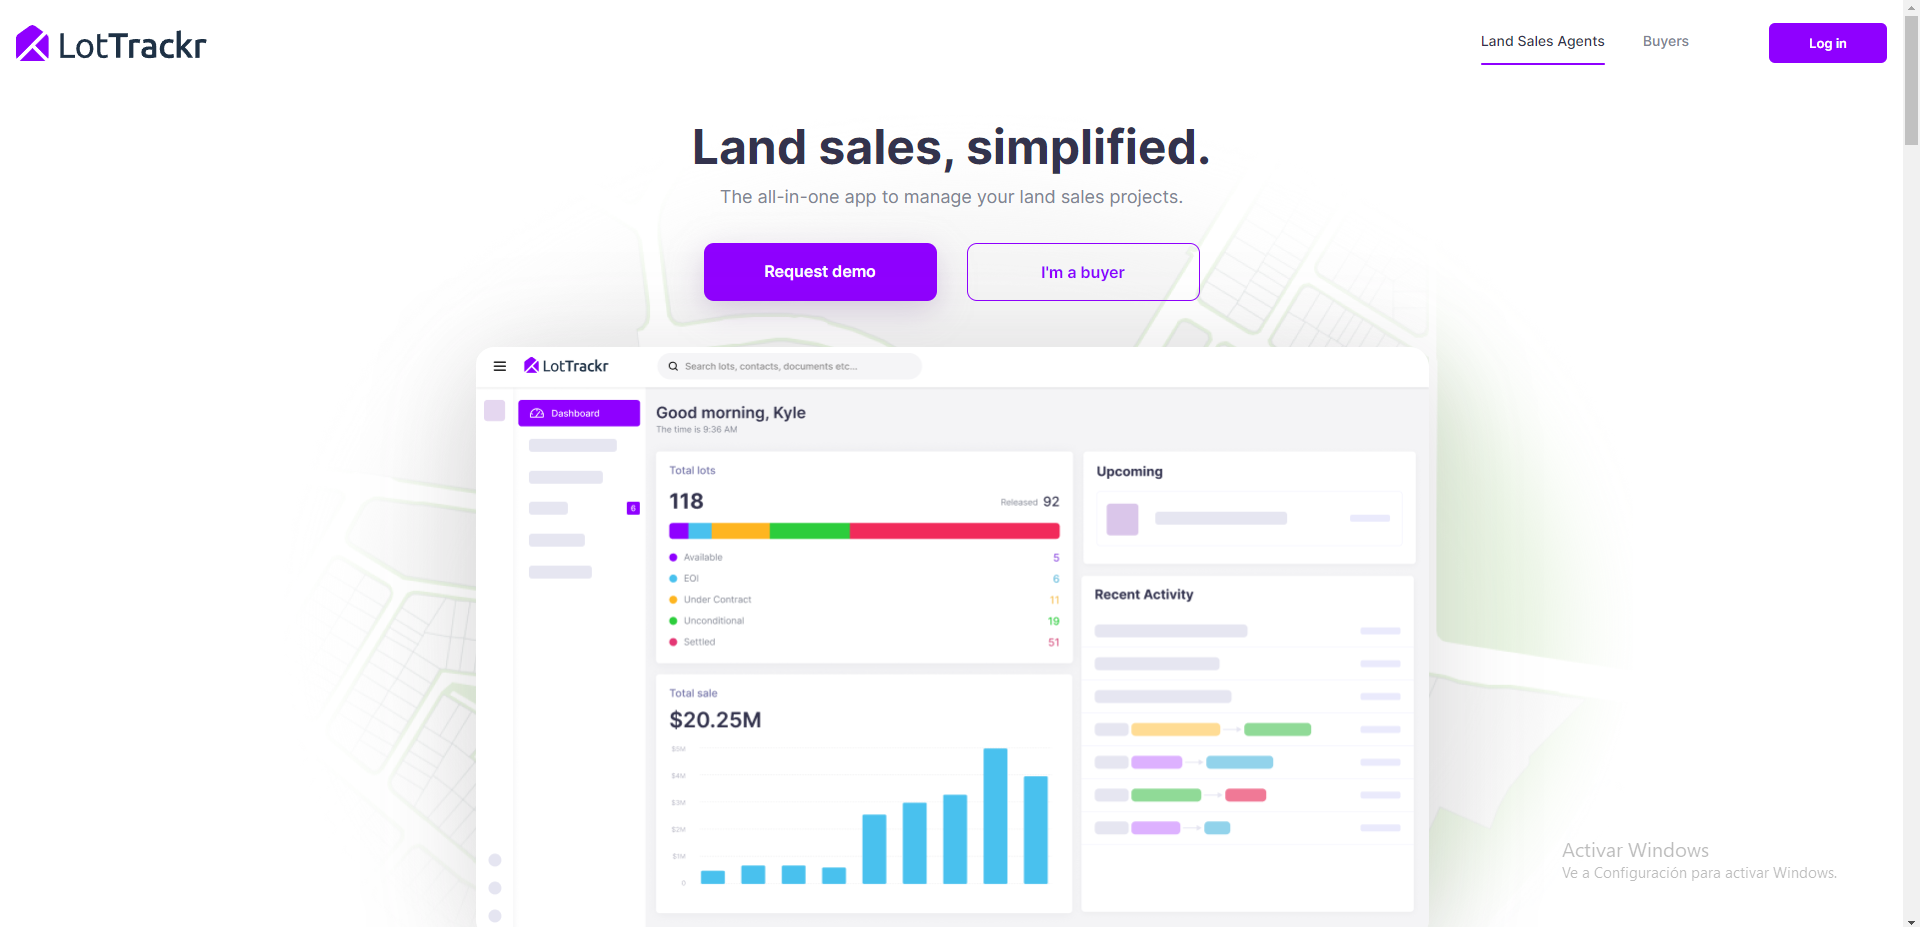 LotTrackr
Land Sales Agents
Buyers
Log in
Land sales, simplified.
The all-in-one app to manage your land sales projects.
Request demo
I'm a buyer
LotTrackr
Search lots, contacts, documents etc...
Dashboard
6
Good morning, Kyle
The time is 9:36 AM
Total lots
118
Released 92
Available 5
EOI 6
Under Contract 11
Unconditional 19
Settled 51
Upcoming
Recent Activity
Total sale
$20.25M
$5M
$4M
$3M
$2M
$1M
0
Activar Windows
Ve a Configuración para activar Windows.